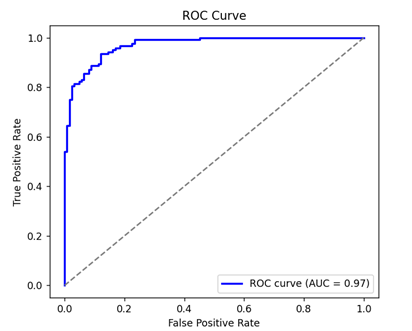 ROC Curve
1.0
0.8
0.6
0.4
0.2
0.0
True Positive Rate
ROC curve (AUC = 0.97)
0.0 0.2 0.4 0.6 0.8 1.0
False Positive Rate